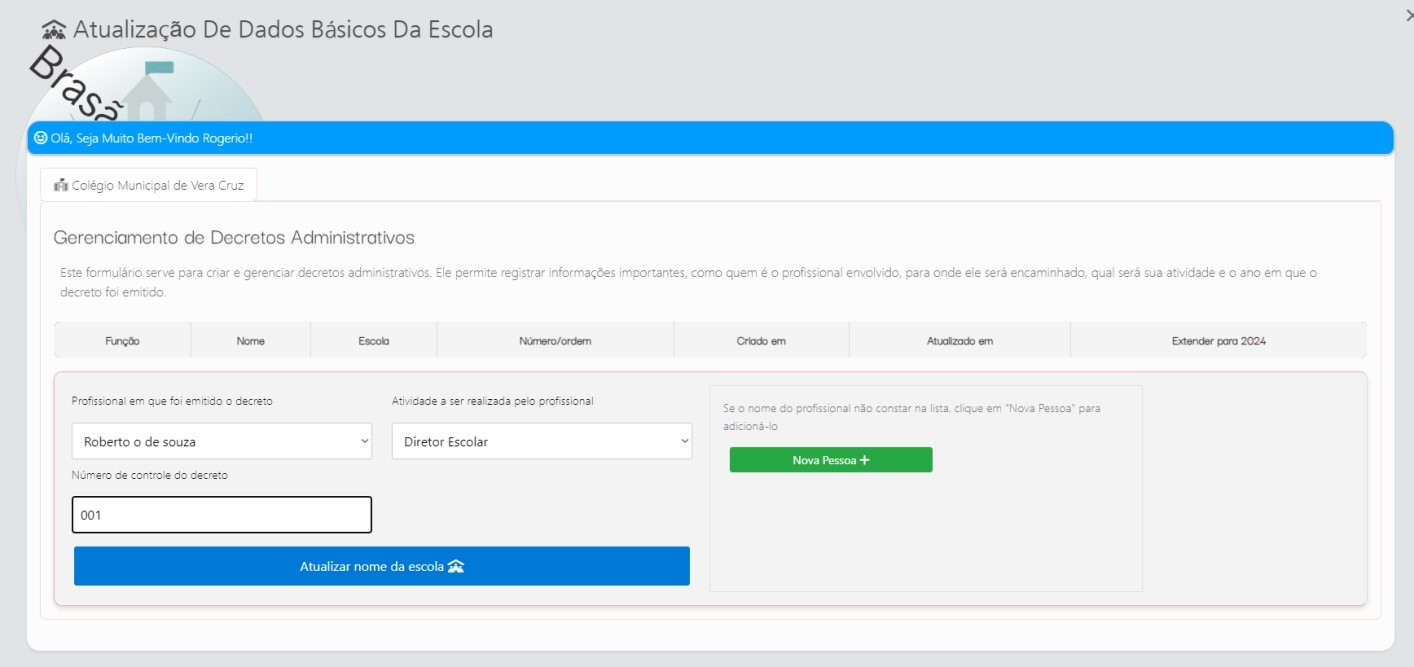 Atualização De Dados Básicos Da Escola
Brasã
Olá, Seja Muito Bem-Vindo Rogerio!!
Colégio Municipal de Vera Cruz
Gerenciamento de Decretos Administrativos
Este formulário serve para criar e gerenciar decretos administrativos. Ele permite registrar informações importantes, como quem é o profissional envolvido, para onde ele será encaminhado, qual será sua atividade e o ano em que o
decreto foi emitido.
Função Nome Escola Número/ordem Criado em Atualizado em Extender para 2024
Profissional em que foi emitido o decreto
Roberto o de souza
Atividade a ser realizada pelo profissional
Diretor Escolar
Número de controle do decreto
001
Atualizar nome da escola
Se o nome do profissional não constar na lista, clique em "Nova Pessoa" para
adicioná-lo
Nova Pessoa +